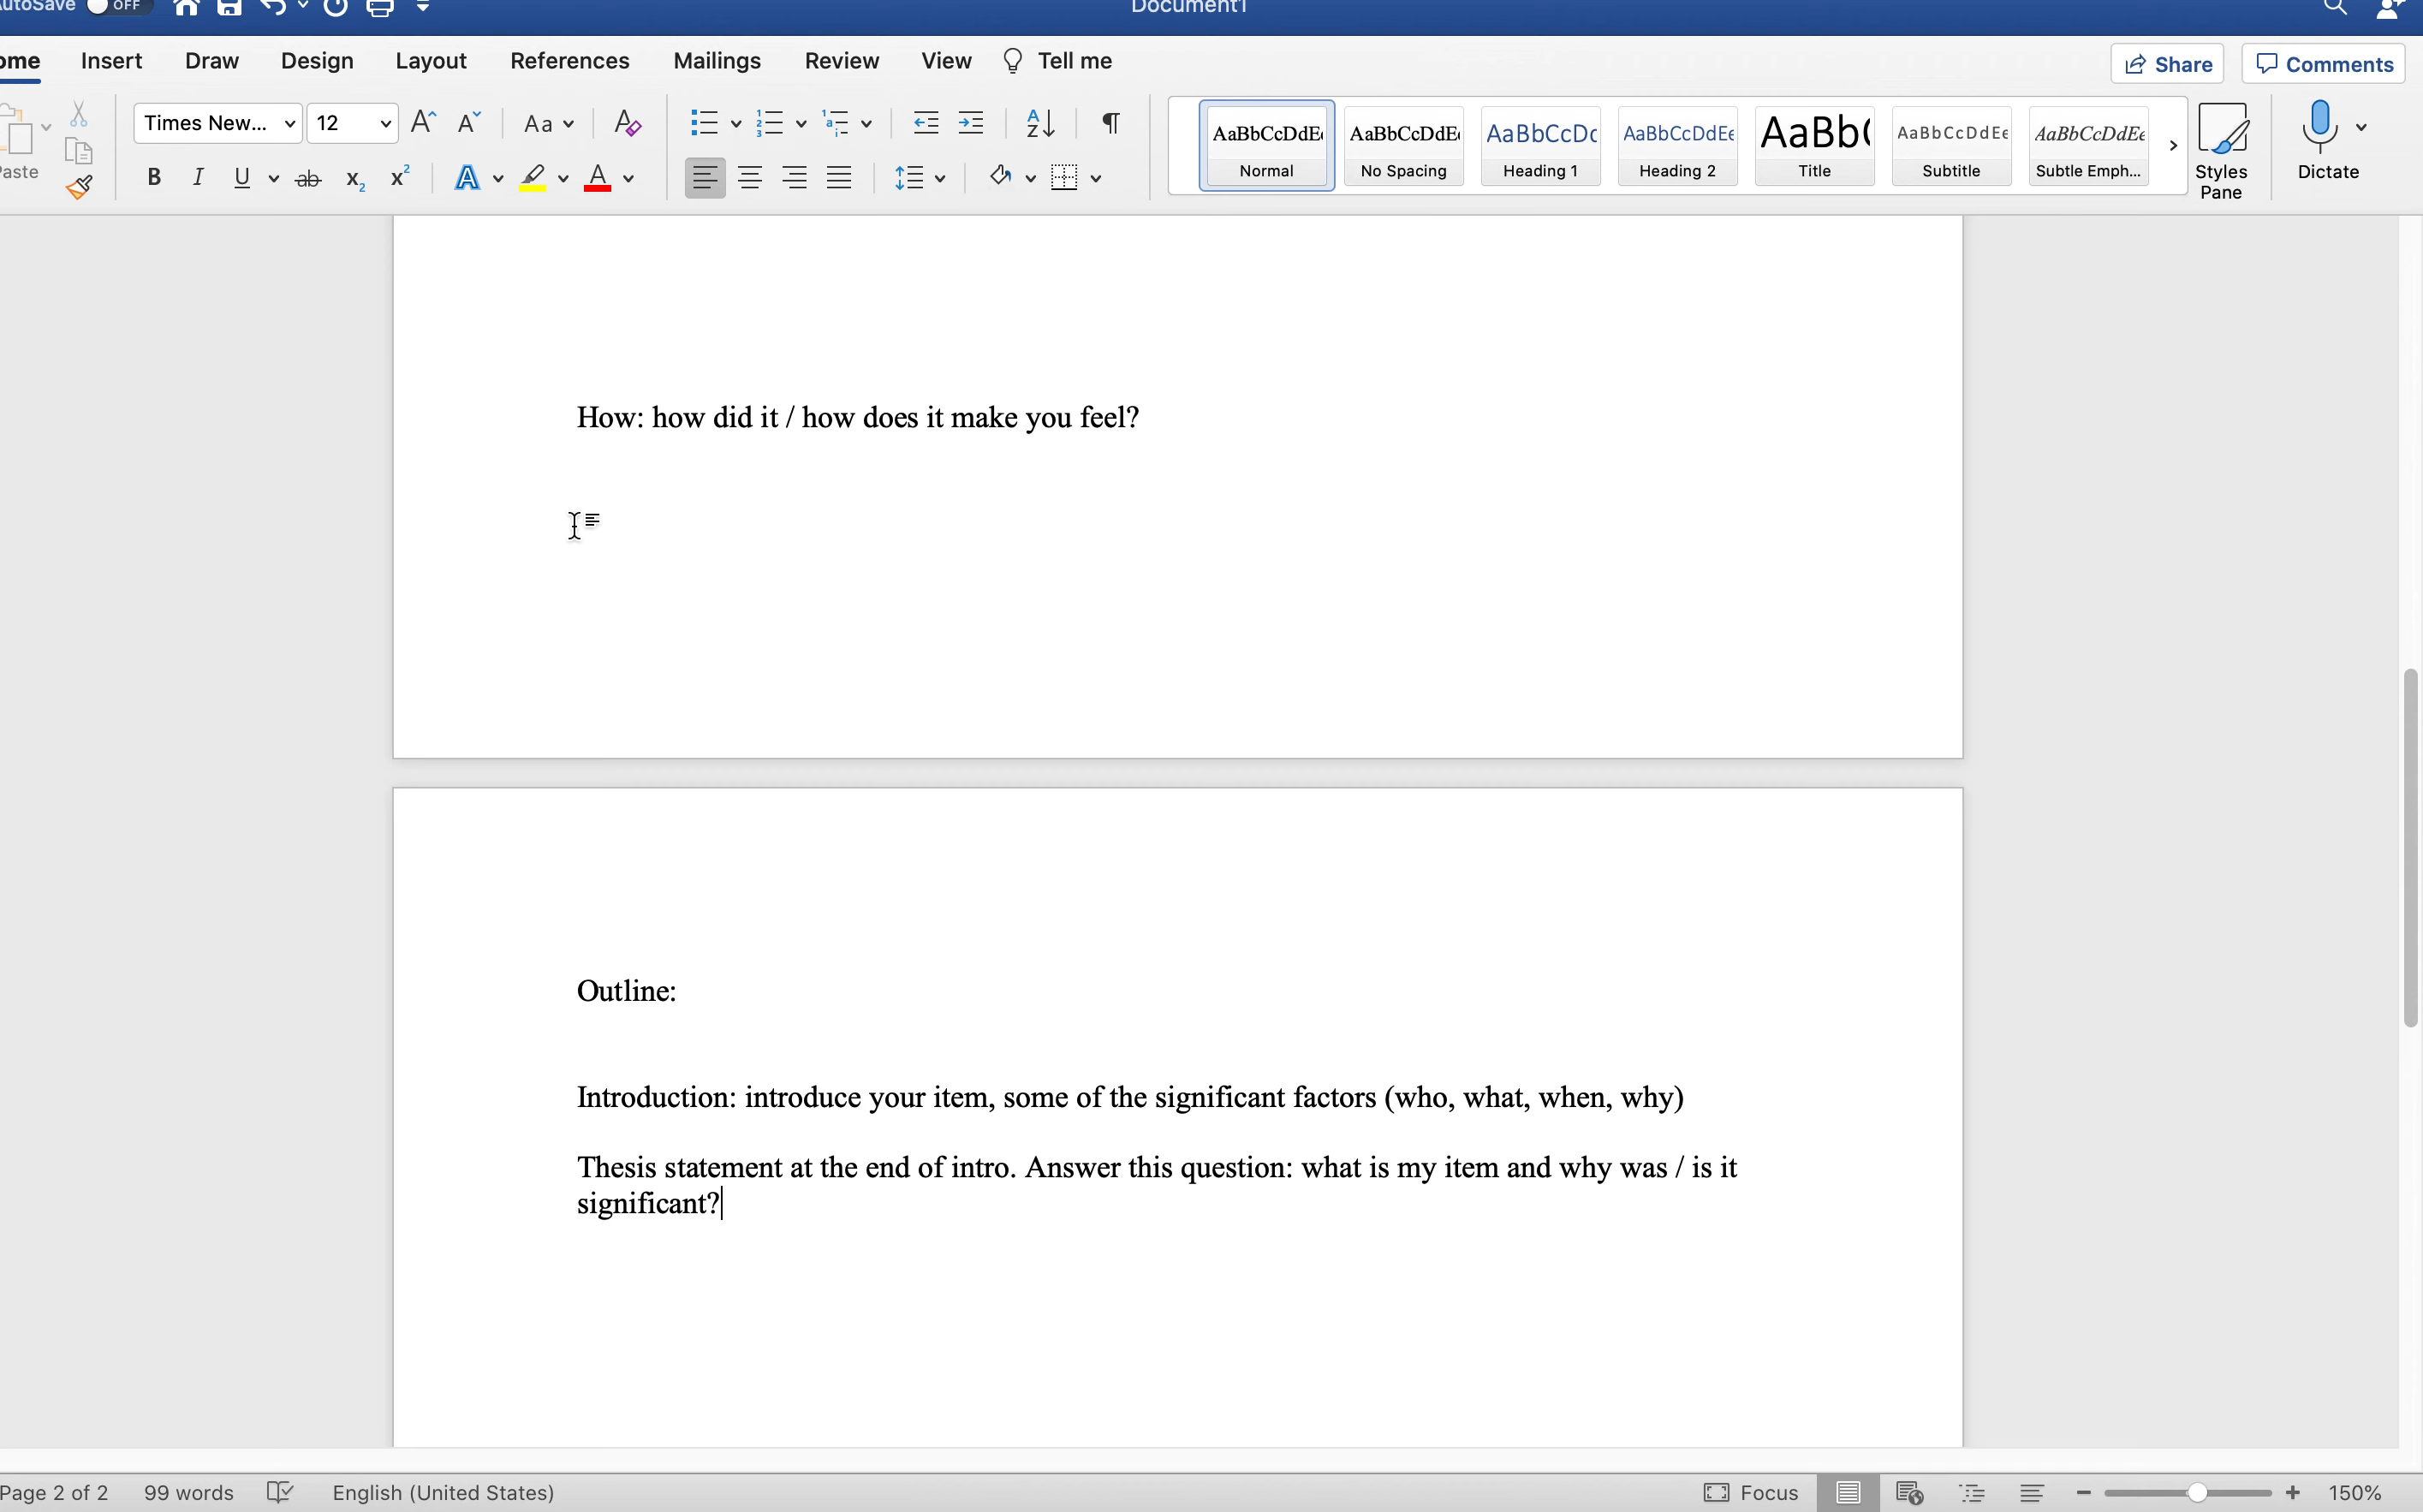 AutoSave OFF Document1
Home Insert Draw Design Layout References Mailings Review View Tell me Share Comments
Paste Times New... 12 Aa
AaBbCcDdEe AaBbCcDdEe AaBbCcDc AaBbCcDdEe AaBb( AaBbCcDdEe AaBbCcDdEe
Normal No Spacing Heading 1 Heading 2 Title Subtitle Subtle Emph... Styles Pane Dictate
How: how did it / how does it make you feel?
Outline:
Introduction: introduce your item, some of the significant factors (who, what, when, why)
Thesis statement at the end of intro. Answer this question: what is my item and why was / is it
significant?
Page 2 of 2 99 words English (United States) Focus 150%